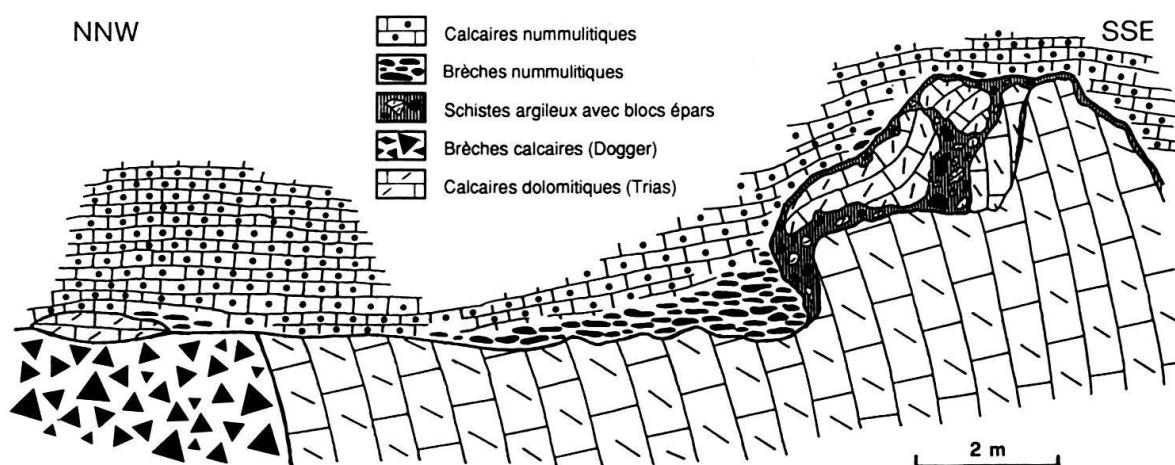 NNW
SSE
Calcaires nummulitiques
Brèches nummulitiques
Schistes argileux avec blocs épars
Brèches calcaires (Dogger)
Calcaires dolomitiques (Trias)
2 m